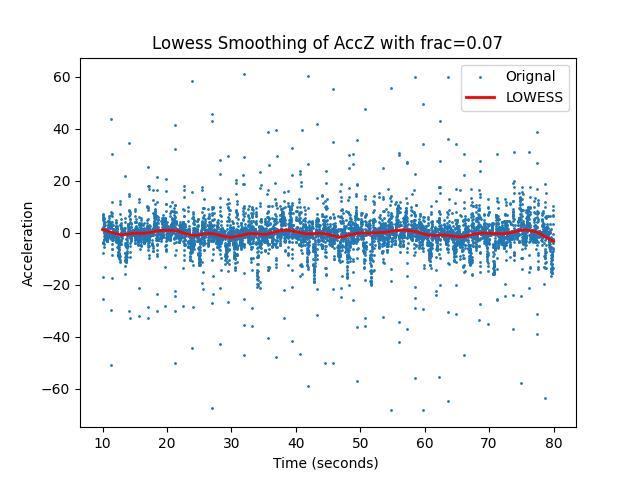 Lowess Smoothing of AccZ with frac=0.07
Orignal
LOWESS
60
40
20
0
−20
−40
−60
Acceleration
10 20 30 40 50 60 70 80
Time (seconds)